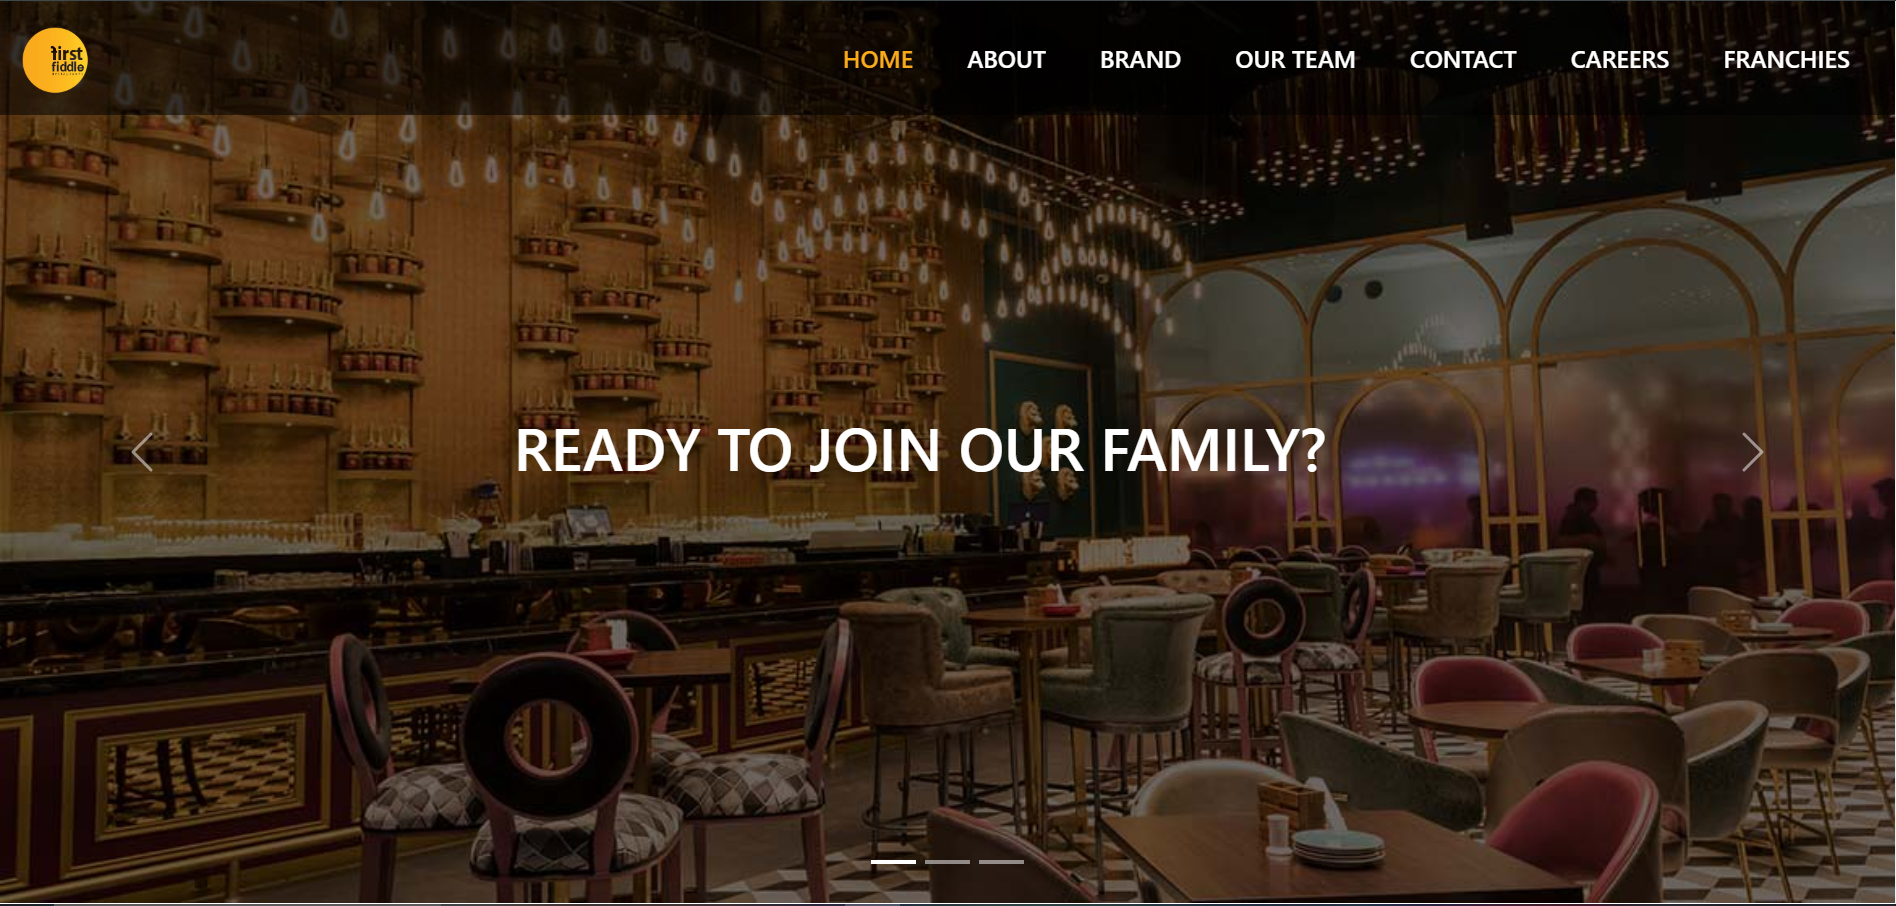 first
fiddle
HOME ABOUT BRAND OUR TEAM CONTACT CAREERS FRANCHIES
READY TO JOIN OUR FAMILY?